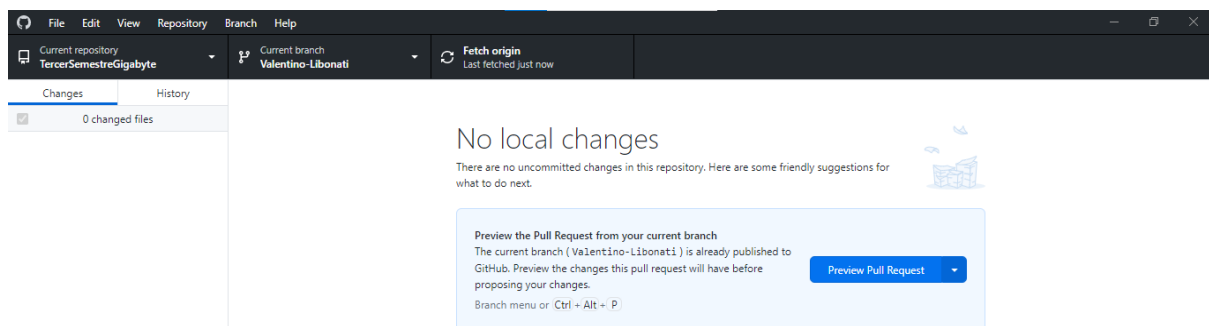 File Edit View Repository Branch Help
Current repository
TercerSemestreGigabyte
Current branch
Valentino-Libonati
Fetch origin
Last fetched just now
Changes History
0 changed files
No local changes
There are no uncommitted changes in this repository. Here are some friendly suggestions for
what to do next.
Preview the Pull Request from your current branch
The current branch ( Valentino-Libonati ) is already published to
GitHub. Preview the changes this pull request will have before
proposing your changes.
Branch menu or Ctrl + Alt + P
Preview Pull Request